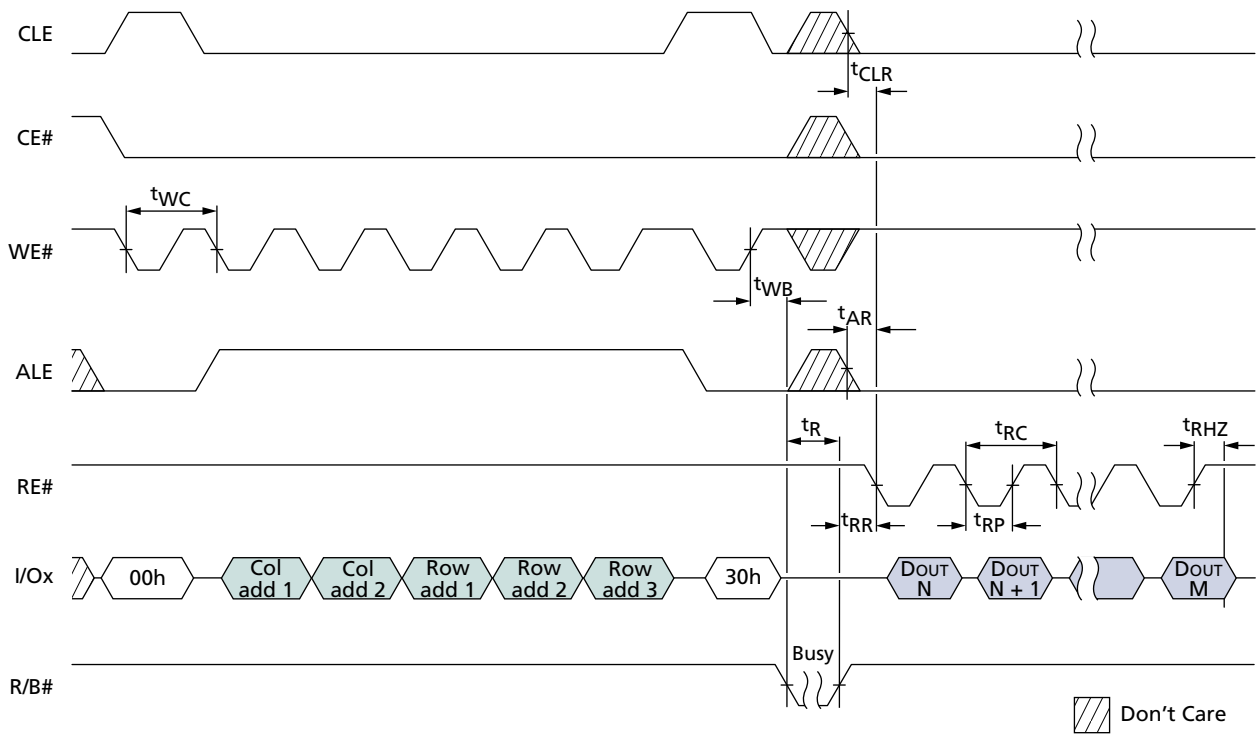 CLE
tCLR
CE#
tWC
WE#
tWB
tAR
ALE
tR
tRC
tRHZ
RE#
tRR
tRP
I/Ox
00h
Col
add 1
Col
add 2
Row
add 1
Row
add 2
Row
add 3
30h
DOUT
N
DOUT
N + 1
DOUT
M
Busy
R/B#
Don't Care